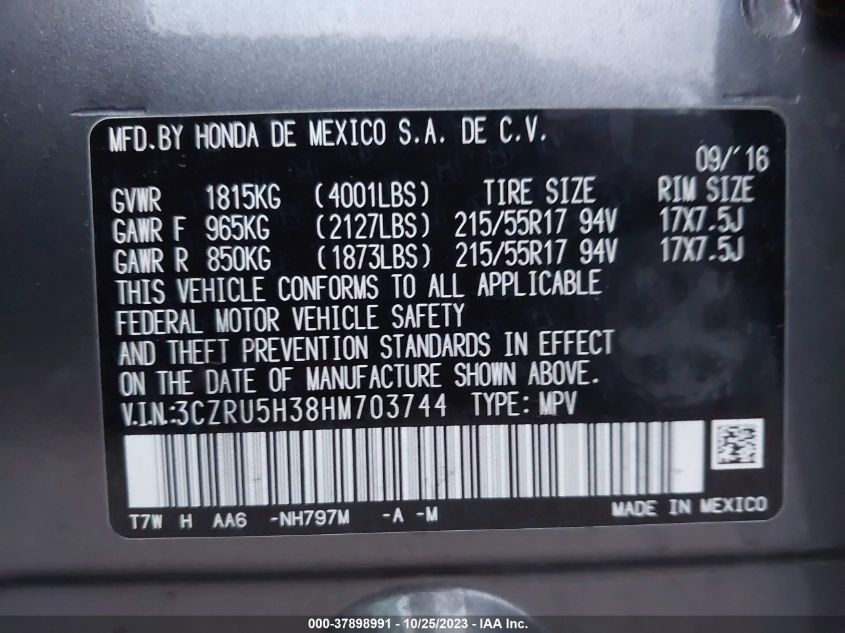 MFD.BY HONDA DE MEXICO S.A. DE C.V.
09/'16
GVWR 1815KG (4001LBS) TIRE SIZE RIM SIZE
GAWR F 965KG (2127LBS) 215/55R17 94V 17X7.5J
GAWR R 850KG (1873LBS) 215/55R17 94V 17X7.5J
THIS VEHICLE CONFORMS TO ALL APPLICABLE
FEDERAL MOTOR VEHICLE SAFETY
AND THEFT PREVENTION STANDARDS IN EFFECT
ON THE DATE OF MANUFACTURE SHOWN ABOVE.
V.I.N.:3CZRU5H38HM703744 TYPE: MPV
T7W H AA6 -NH797M -A -M MADE IN MEXICO
000-37898991 - 10/25/2023 - IAA Inc.